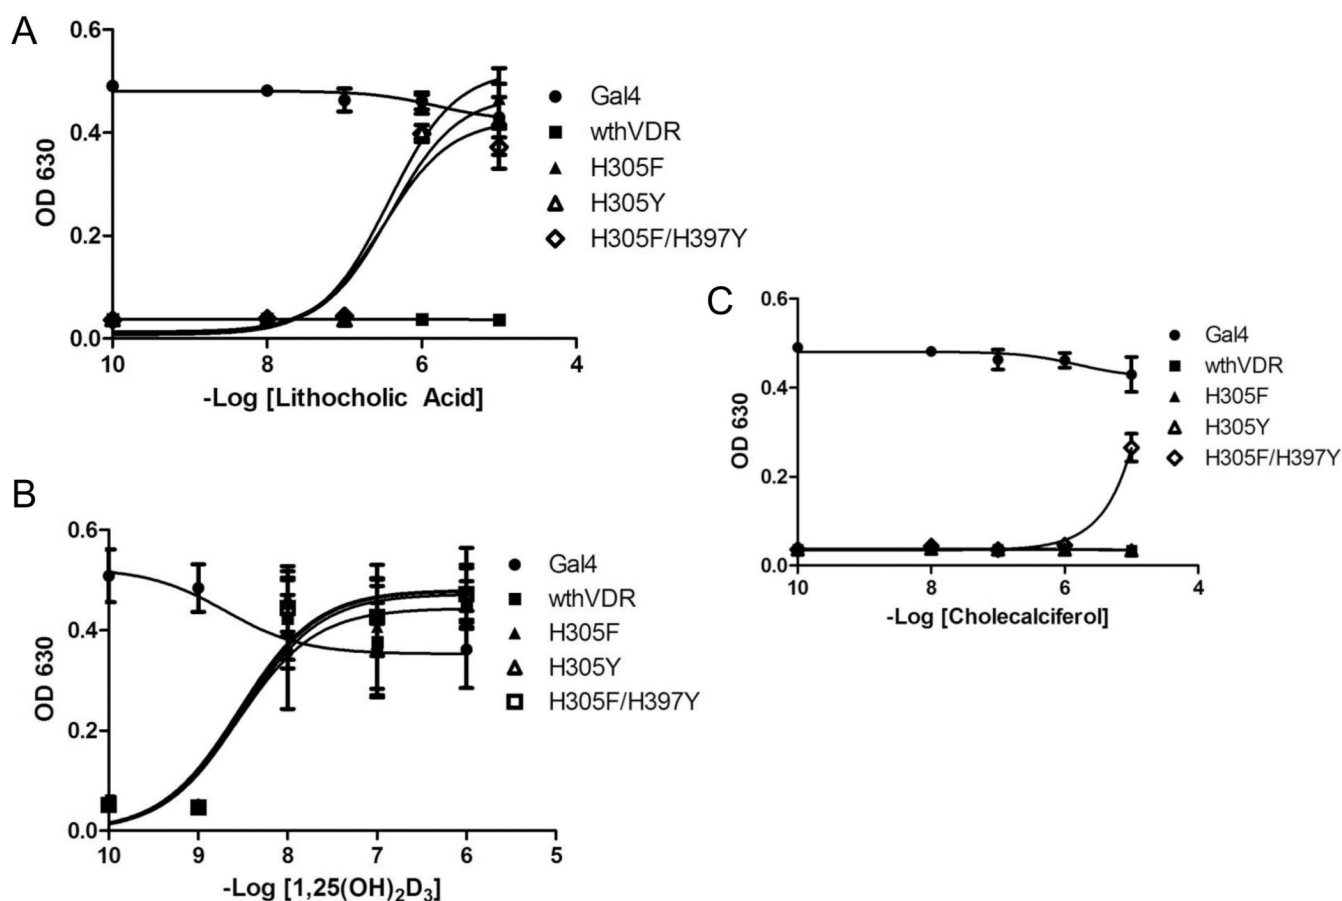 A
0.6
0.4
0.2
0.0
OD 630
10
8
6
4
-Log [Lithocholic Acid]
Gal4
wthVDR
H305F
H305Y
H305F/H397Y
B
0.6
0.4
0.2
0.0
OD 630
10
9
8
7
6
5
-Log [1,25(OH)₂D₃]
Gal4
wthVDR
H305F
H305Y
H305F/H397Y
C
0.6
0.4
0.2
0.0
OD 630
10
8
6
4
-Log [Cholecalciferol]
Gal4
wthVDR
H305F
H305Y
H305F/H397Y